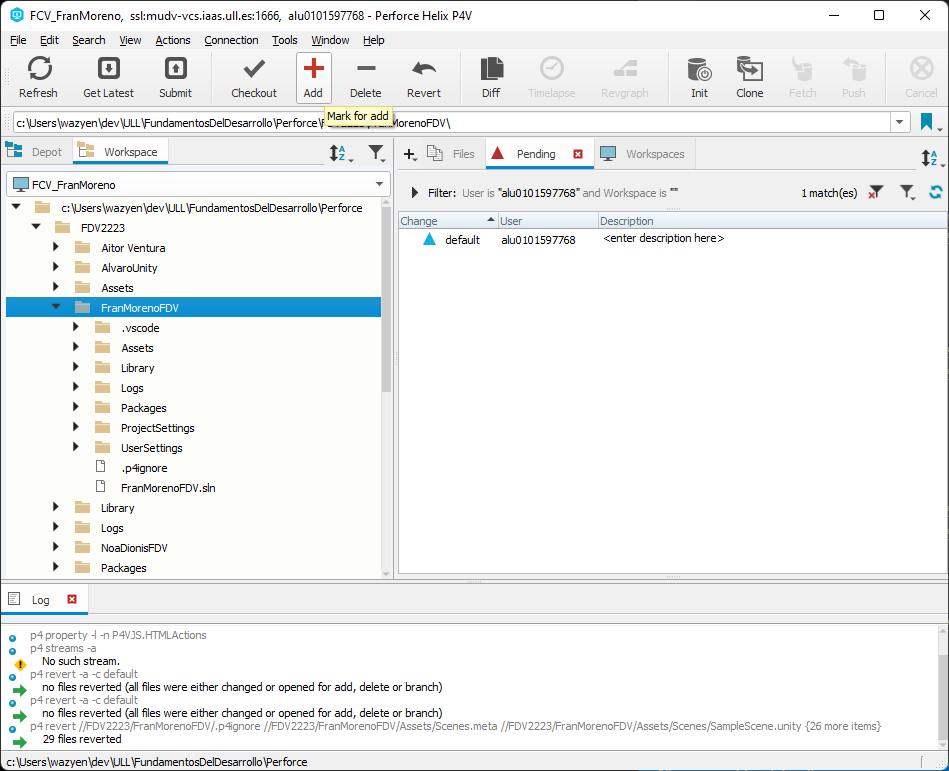 FCV_FranMoreno, ssl:mudv-vcs.iaas.ull.es:1666, alu0101597768 - Perforce Helix P4V
File Edit Search View Actions Connection Tools Window Help
Refresh Get Latest Submit Checkout Add Delete Revert Diff Timelapse Revgraph Init Clone Fetch Push Cancel
Mark for add
c:\Users\wazyen\dev\ULL\FundamentosDelDesarrollo\Perforce\FDV2223\FranMorenoFDV\
Depot Workspace
FCV_FranMoreno
c:\Users\wazyen\dev\ULL\FundamentosDelDesarrollo\Perforce
FDV2223
Aitor Ventura
AlvaroUnity
Assets
FranMorenoFDV
.vscode
Assets
Library
Logs
Packages
ProjectSettings
UserSettings
.p4ignore
FranMorenoFDV.sln
Library
Logs
NoaDionisFDV
Packages
Files Pending Workspaces
Filter: User is "alu0101597768" and Workspace is "" 1 match(es)
Change User Description
default alu0101597768 <enter description here>
Log
p4 property -l -n P4VJS.HTMLActions
p4 streams -a
No such stream.
p4 revert -a -c default
no files reverted (all files were either changed or opened for add, delete or branch)
p4 revert -a -c default
no files reverted (all files were either changed or opened for add, delete or branch)
p4 revert //FDV2223/FranMorenoFDV/.p4ignore //FDV2223/FranMorenoFDV/Assets/Scenes.meta //FDV2223/FranMorenoFDV/Assets/Scenes/SampleScene.unity {26 more items}
29 files reverted
c:\Users\wazyen\dev\ULL\FundamentosDelDesarrollo\Perforce